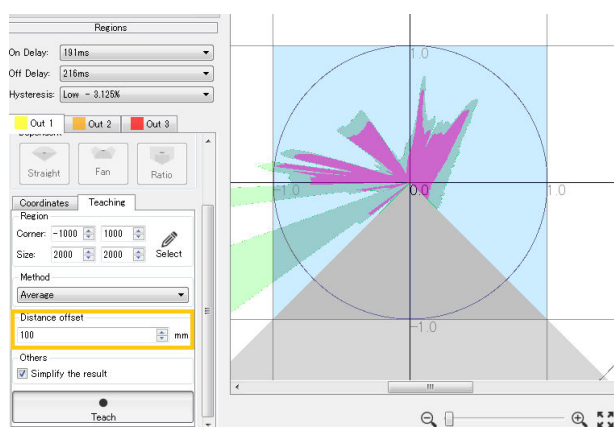 Regions
On Delay: 191ms
Off Delay: 216ms
Hysteresis: Low - 3.125%
Out 1 Out 2 Out 3
Dependent
Straight Fan Ratio
Coordinates Teaching
Region
Corner: -1000 1000
Size: 2000 2000 Select
Method
Average
Distance offset
100 mm
Others
Simplify the result
Teach
1.0
-1.0 0.0 1.0
-1.0